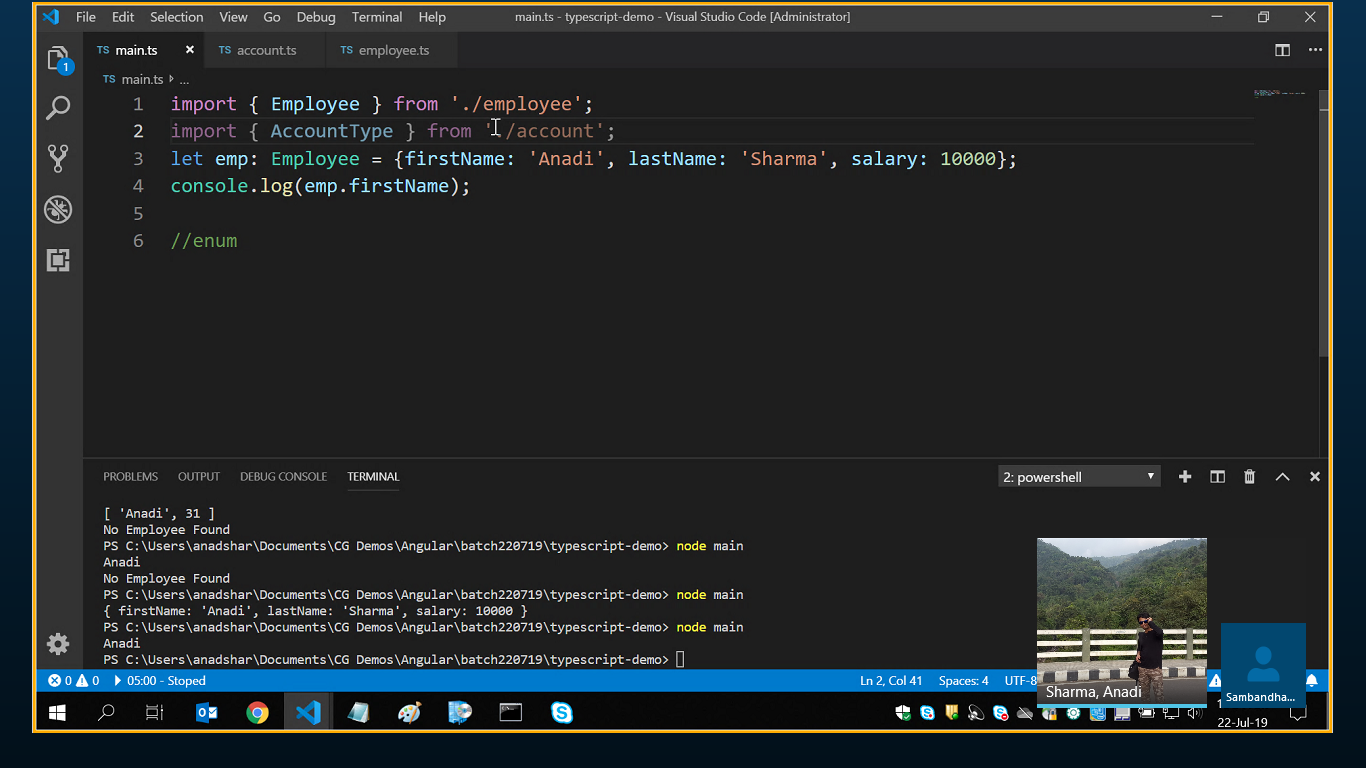 File Edit Selection View Go Debug Terminal Help main.ts - typescript-demo - Visual Studio Code [Administrator]
TS main.ts × TS account.ts TS employee.ts
1
TS main.ts ...
1 import { Employee } from './employee';
2 import { AccountType } from './account';
3 let emp: Employee = {firstName: 'Anadi', lastName: 'Sharma', salary: 10000};
4 console.log(emp.firstName);
5
6 //enum
PROBLEMS OUTPUT DEBUG CONSOLE TERMINAL 2: powershell
[ 'Anadi', 31 ]
No Employee Found
PS C:\Users\anadshar\Documents\CG Demos\Angular\batch220719\typescript-demo> node main
Anadi
No Employee Found
PS C:\Users\anadshar\Documents\CG Demos\Angular\batch220719\typescript-demo> node main
{ firstName: 'Anadi', lastName: 'Sharma', salary: 10000 }
PS C:\Users\anadshar\Documents\CG Demos\Angular\batch220719\typescript-demo> node main
Anadi
PS C:\Users\anadshar\Documents\CG Demos\Angular\batch220719\typescript-demo>
0 0 05:00 - Stoped Ln 2, Col 41 Spaces: 4 UTF-8
Sharma, Anadi
Sambandha...
22-Jul-19